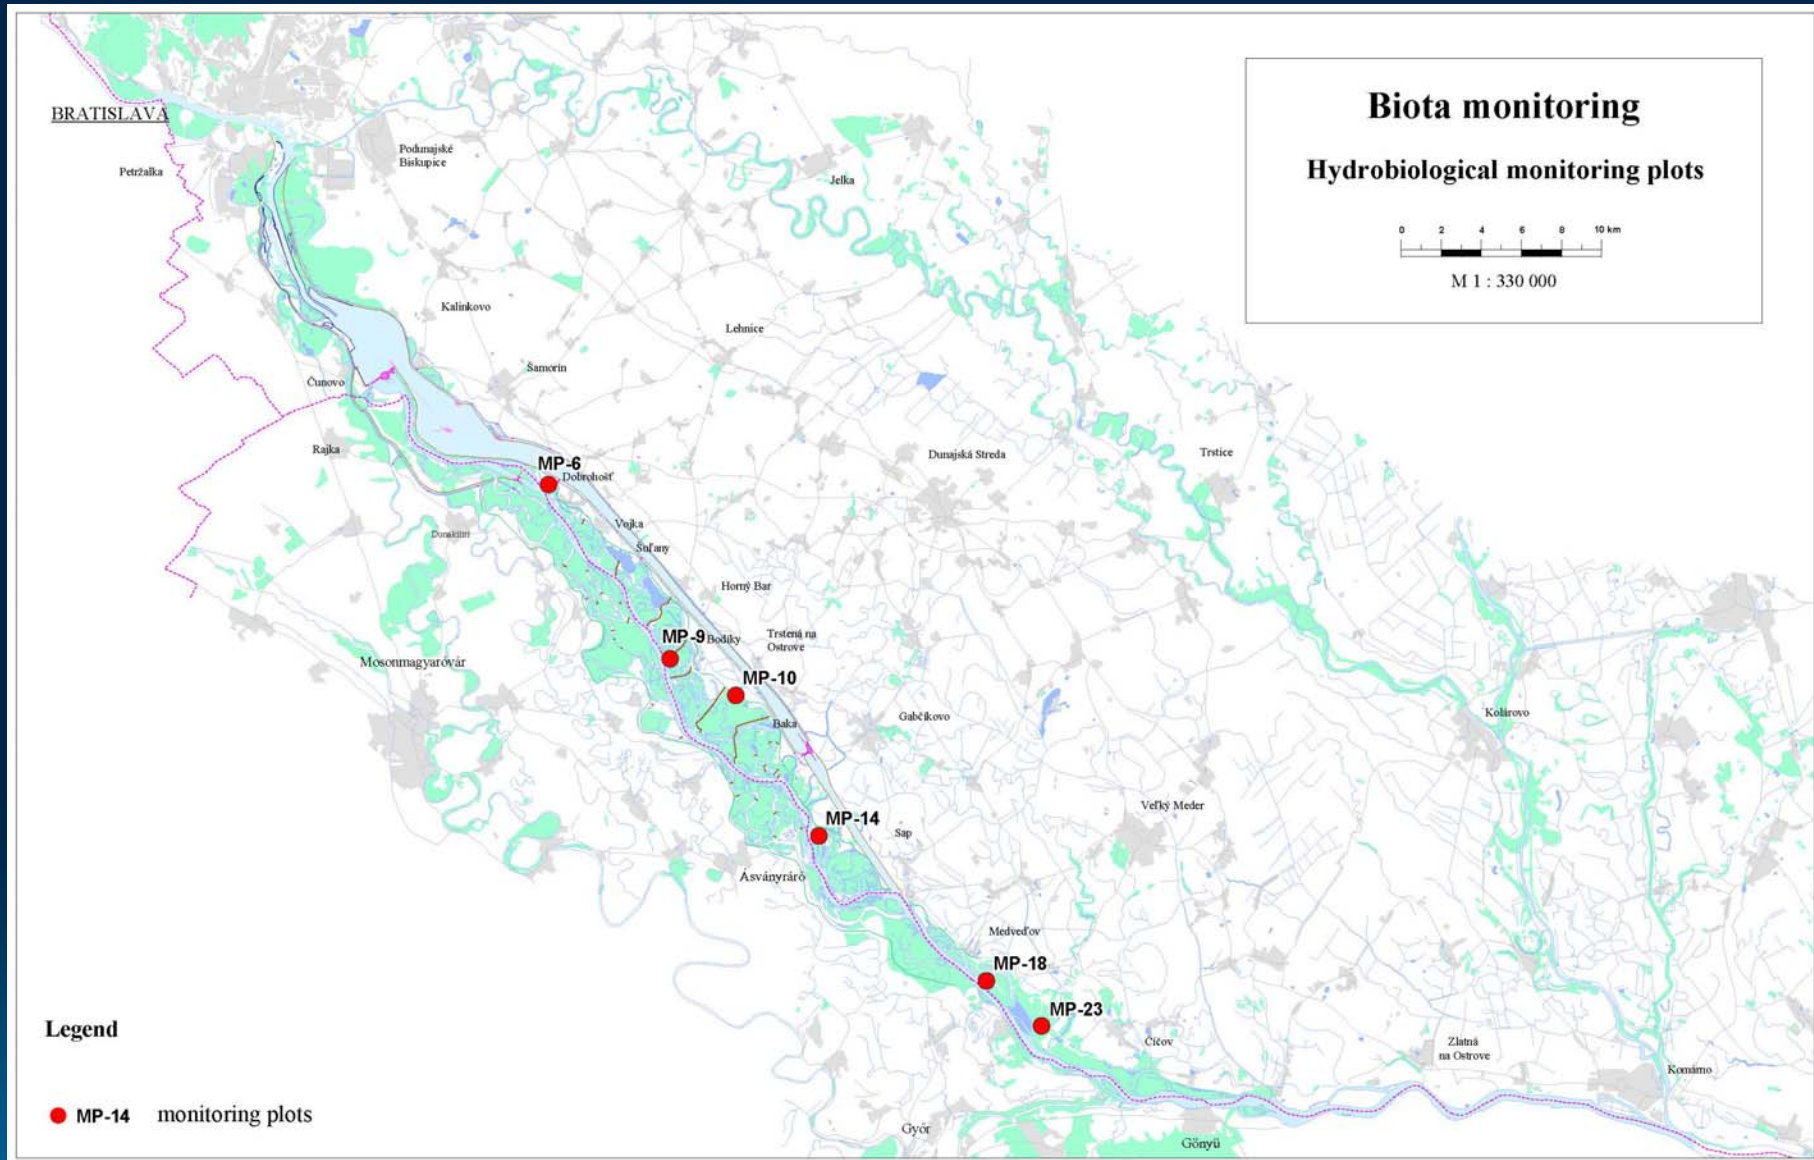 Biota monitoring
Hydrobiological monitoring plots
0 2 4 6 8 10 km
M 1 : 330 000
BRATISLAVA
Petržalka
Podunajské
Biskupice
Jelka
Kalinkovo
Lehnice
Šamorín
Čunovo
Rajka
MP-6
Dobrohošť
Dunajská Streda
Trstice
Vojka
Dunakiliti
Šuľany
Horný Bar
MP-9
Bodíky
Trstená na
Ostrove
Mosonmagyaróvár
MP-10
Baka
Gabčíkovo
Kolárovo
MP-14
Sap
Veľký Meder
Ásványráró
Medveďov
MP-18
MP-23
Číčov
Zlatná
na Ostrove
Komárno
Győr
Gönyü
Legend
MP-14 monitoring plots